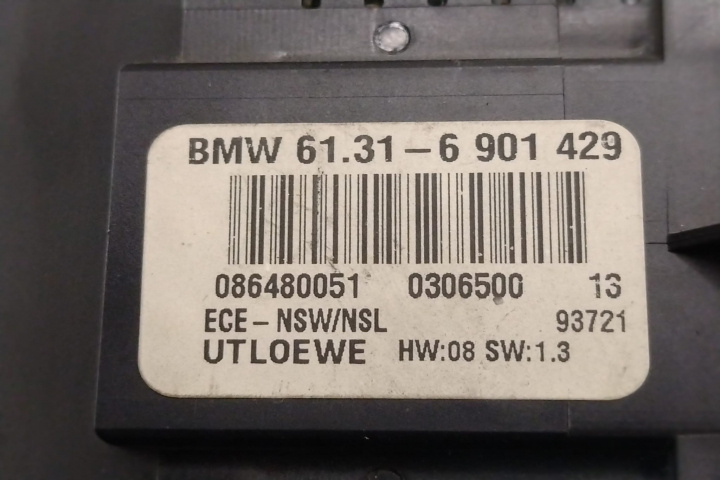 BMW 61.31-6 901 429
086480051 0306500 13
ECE-NSW/NSL 93721
UTLOEWE HW:08 SW:1.3